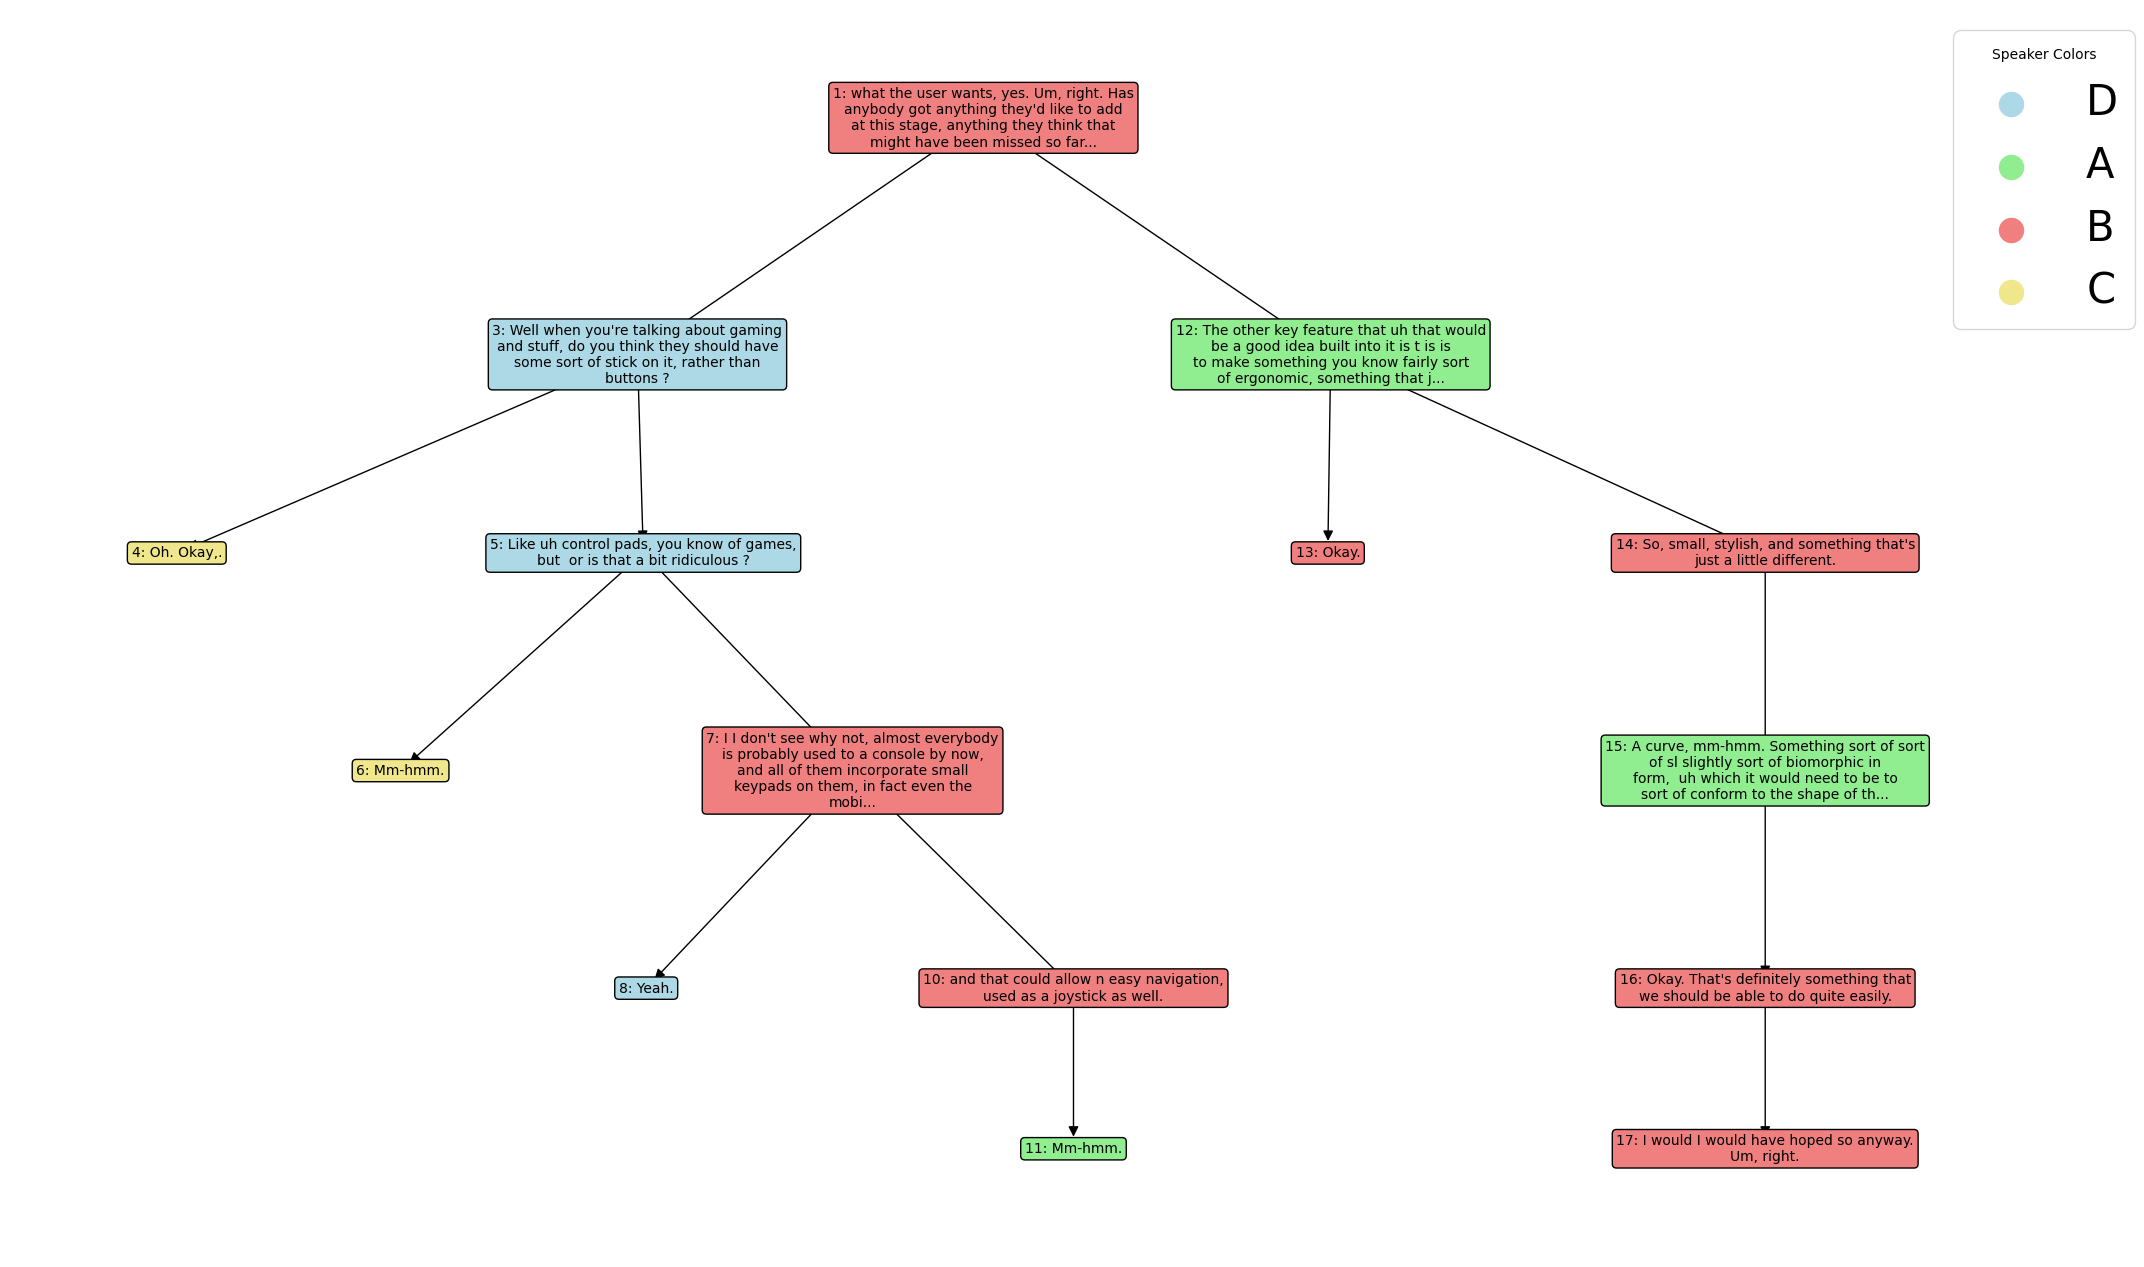 Speaker Colors
D
A
B
C
1: what the user wants, yes. Um, right. Has
anybody got anything they'd like to add
at this stage, anything they think that
might have been missed so far...
3: Well when you're talking about gaming
and stuff, do you think they should have
some sort of stick on it, rather than
buttons ?
12: The other key feature that uh that would
be a good idea built into it is t is is
to make something you know fairly sort
of ergonomic, something that j...
4: Oh. Okay,.
5: Like uh control pads, you know of games,
but  or is that a bit ridiculous ?
13: Okay.
14: So, small, stylish, and something that's
just a little different.
6: Mm-hmm.
7: I I don't see why not, almost everybody
is probably used to a console by now,
and all of them incorporate small
keypads on them, in fact even the
mobi...
15: A curve, mm-hmm. Something sort of sort
of sl slightly sort of biomorphic in
form,  uh which it would need to be to
sort of conform to the shape of th...
8: Yeah.
10: and that could allow n easy navigation,
used as a joystick as well.
16: Okay. That's definitely something that
we should be able to do quite easily.
11: Mm-hmm.
17: I would I would have hoped so anyway.
Um, right.